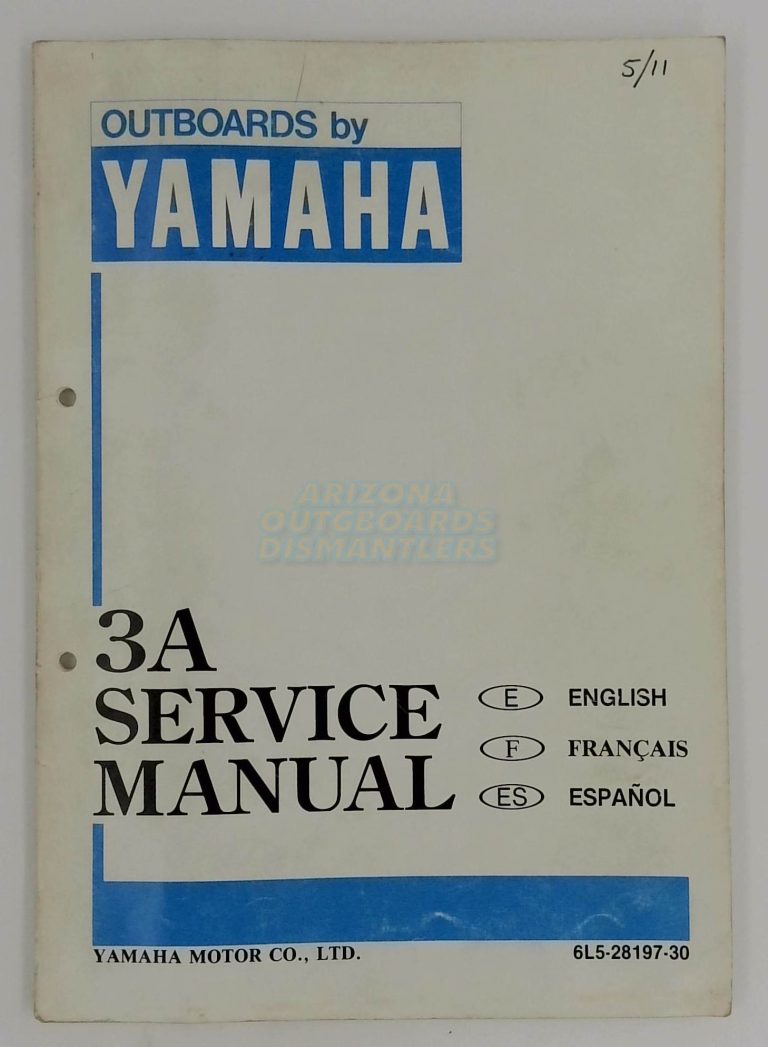 5/11
OUTBOARDS by
YAMAHA
ARIZONA
OUTGBOARDS
DISMANTLERS
3A
SERVICE
MANUAL
E ENGLISH
F FRANÇAIS
ES ESPAÑOL
YAMAHA MOTOR CO., LTD.
6L5-28197-30